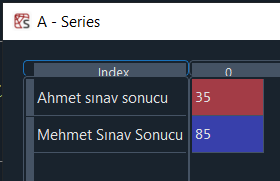 A - Series
Index 0
Ahmet sınav sonucu 35
Mehmet Sınav Sonucu 85